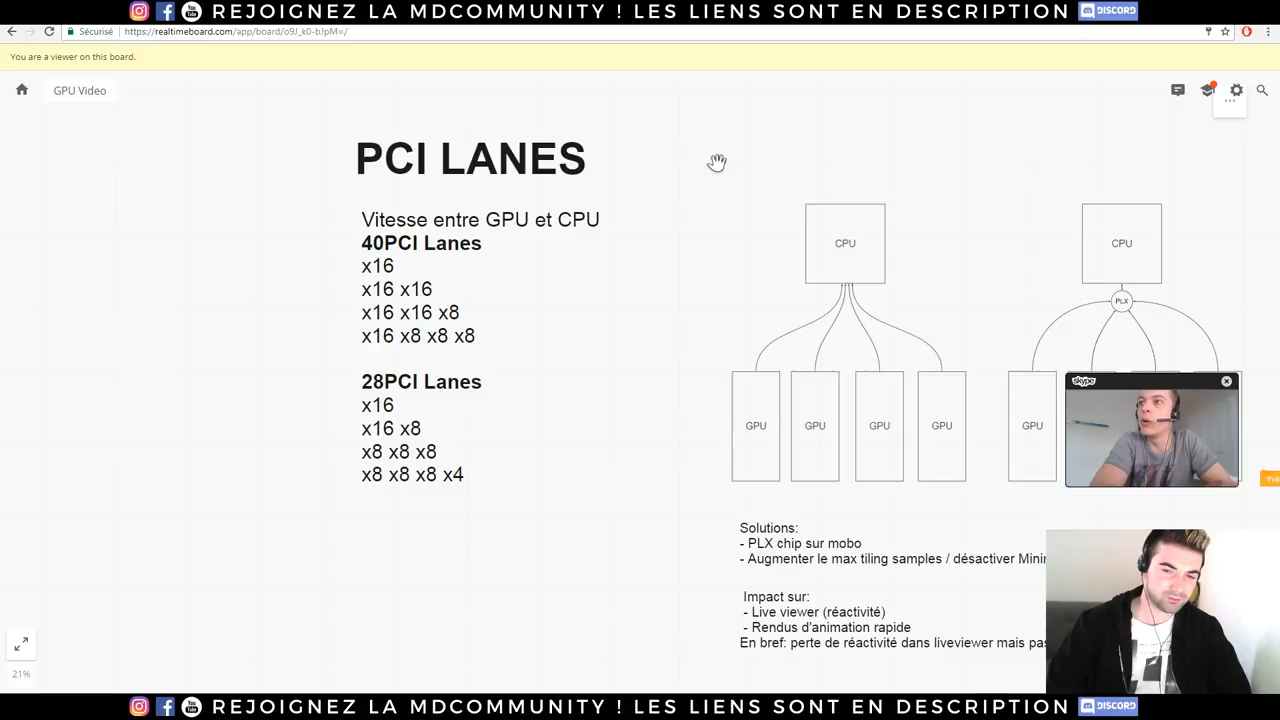 REJOIGNEZ LA MDCOMMUNITY ! LES LIENS SONT EN DESCRIPTION DISCORD
Sécurisé https://realtimeboard.com/app/board/o9J_k0-bJpM=/
You are a viewer on this board.
GPU Video
PCI LANES
Vitesse entre GPU et CPU
40PCI Lanes
x16
x16 x16
x16 x16 x8
x16 x8 x8 x8
28PCI Lanes
x16
x16 x8
x8 x8 x8
x8 x8 x8 x4
CPU
GPU GPU GPU GPU
CPU
PLX
GPU
skype
Yva
Solutions:
- PLX chip sur mobo
- Augmenter le max tiling samples / désactiver Minin
Impact sur:
- Live viewer (réactivité)
- Rendus d'animation rapide
En bref: perte de réactivité dans liveviewer mais pas
21%
REJOIGNEZ LA MDCOMMUNITY ! LES LIENS SONT EN DESCRIPTION DISCORD